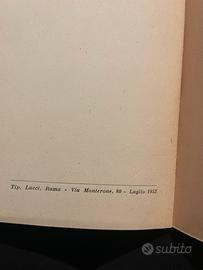 Tip. Lucci, Roma - Via Monterone, 80 - Luglio 1952
subito